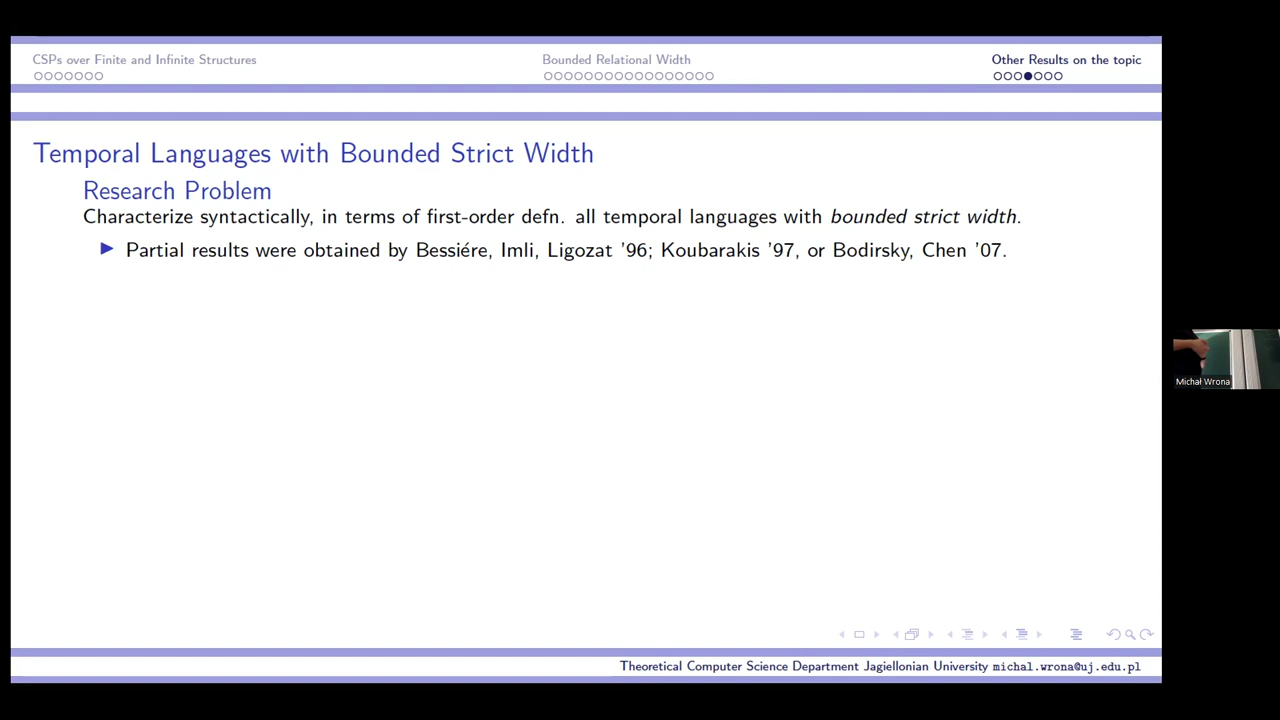 CSPs over Finite and Infinite Structures
Bounded Relational Width
Other Results on the topic
Temporal Languages with Bounded Strict Width
Research Problem
Characterize syntactically, in terms of first-order defn. all temporal languages with bounded strict width.
Partial results were obtained by Bessiére, Imli, Ligozat '96; Koubarakis '97, or Bodirsky, Chen '07.
Michał Wrona
Theoretical Computer Science Department Jagiellonian University michal.wrona@uj.edu.pl